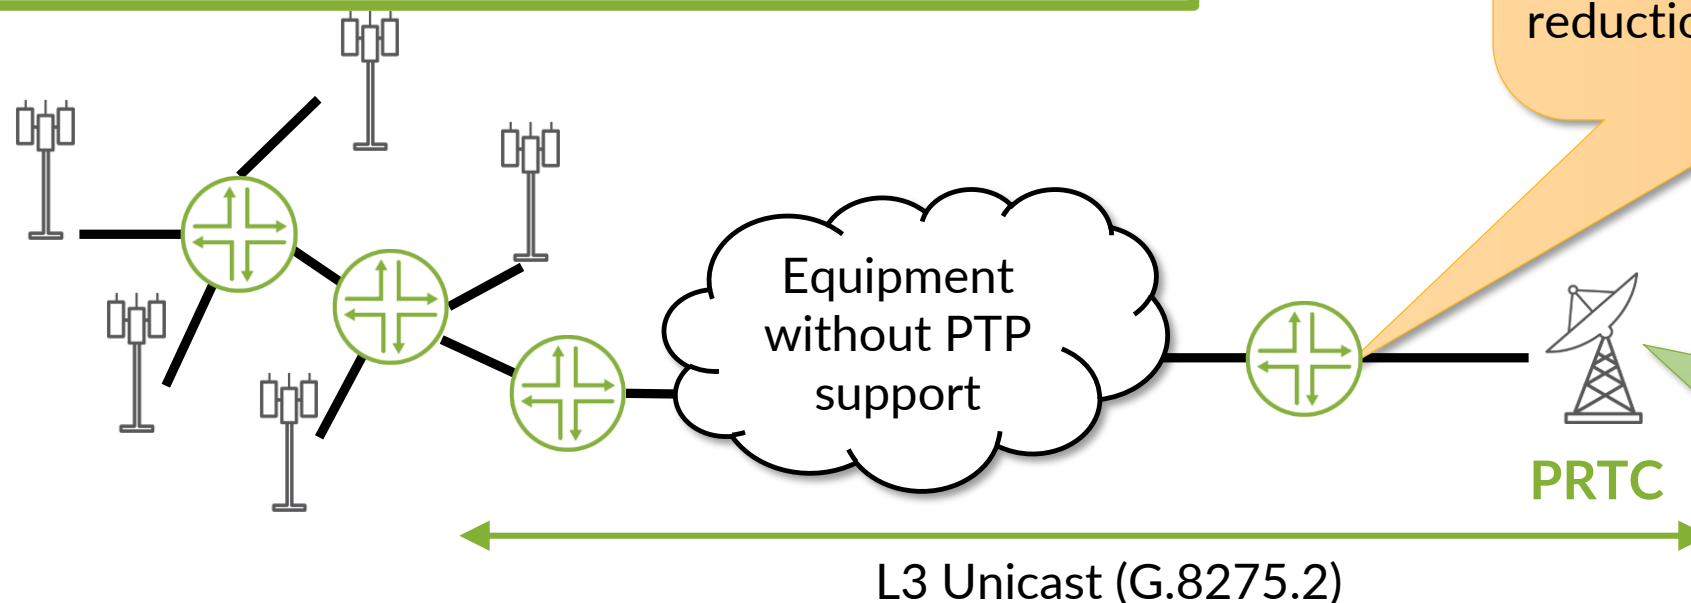 Equipment
without PTP
support
PRTC
L3 Unicast (G.8275.2)